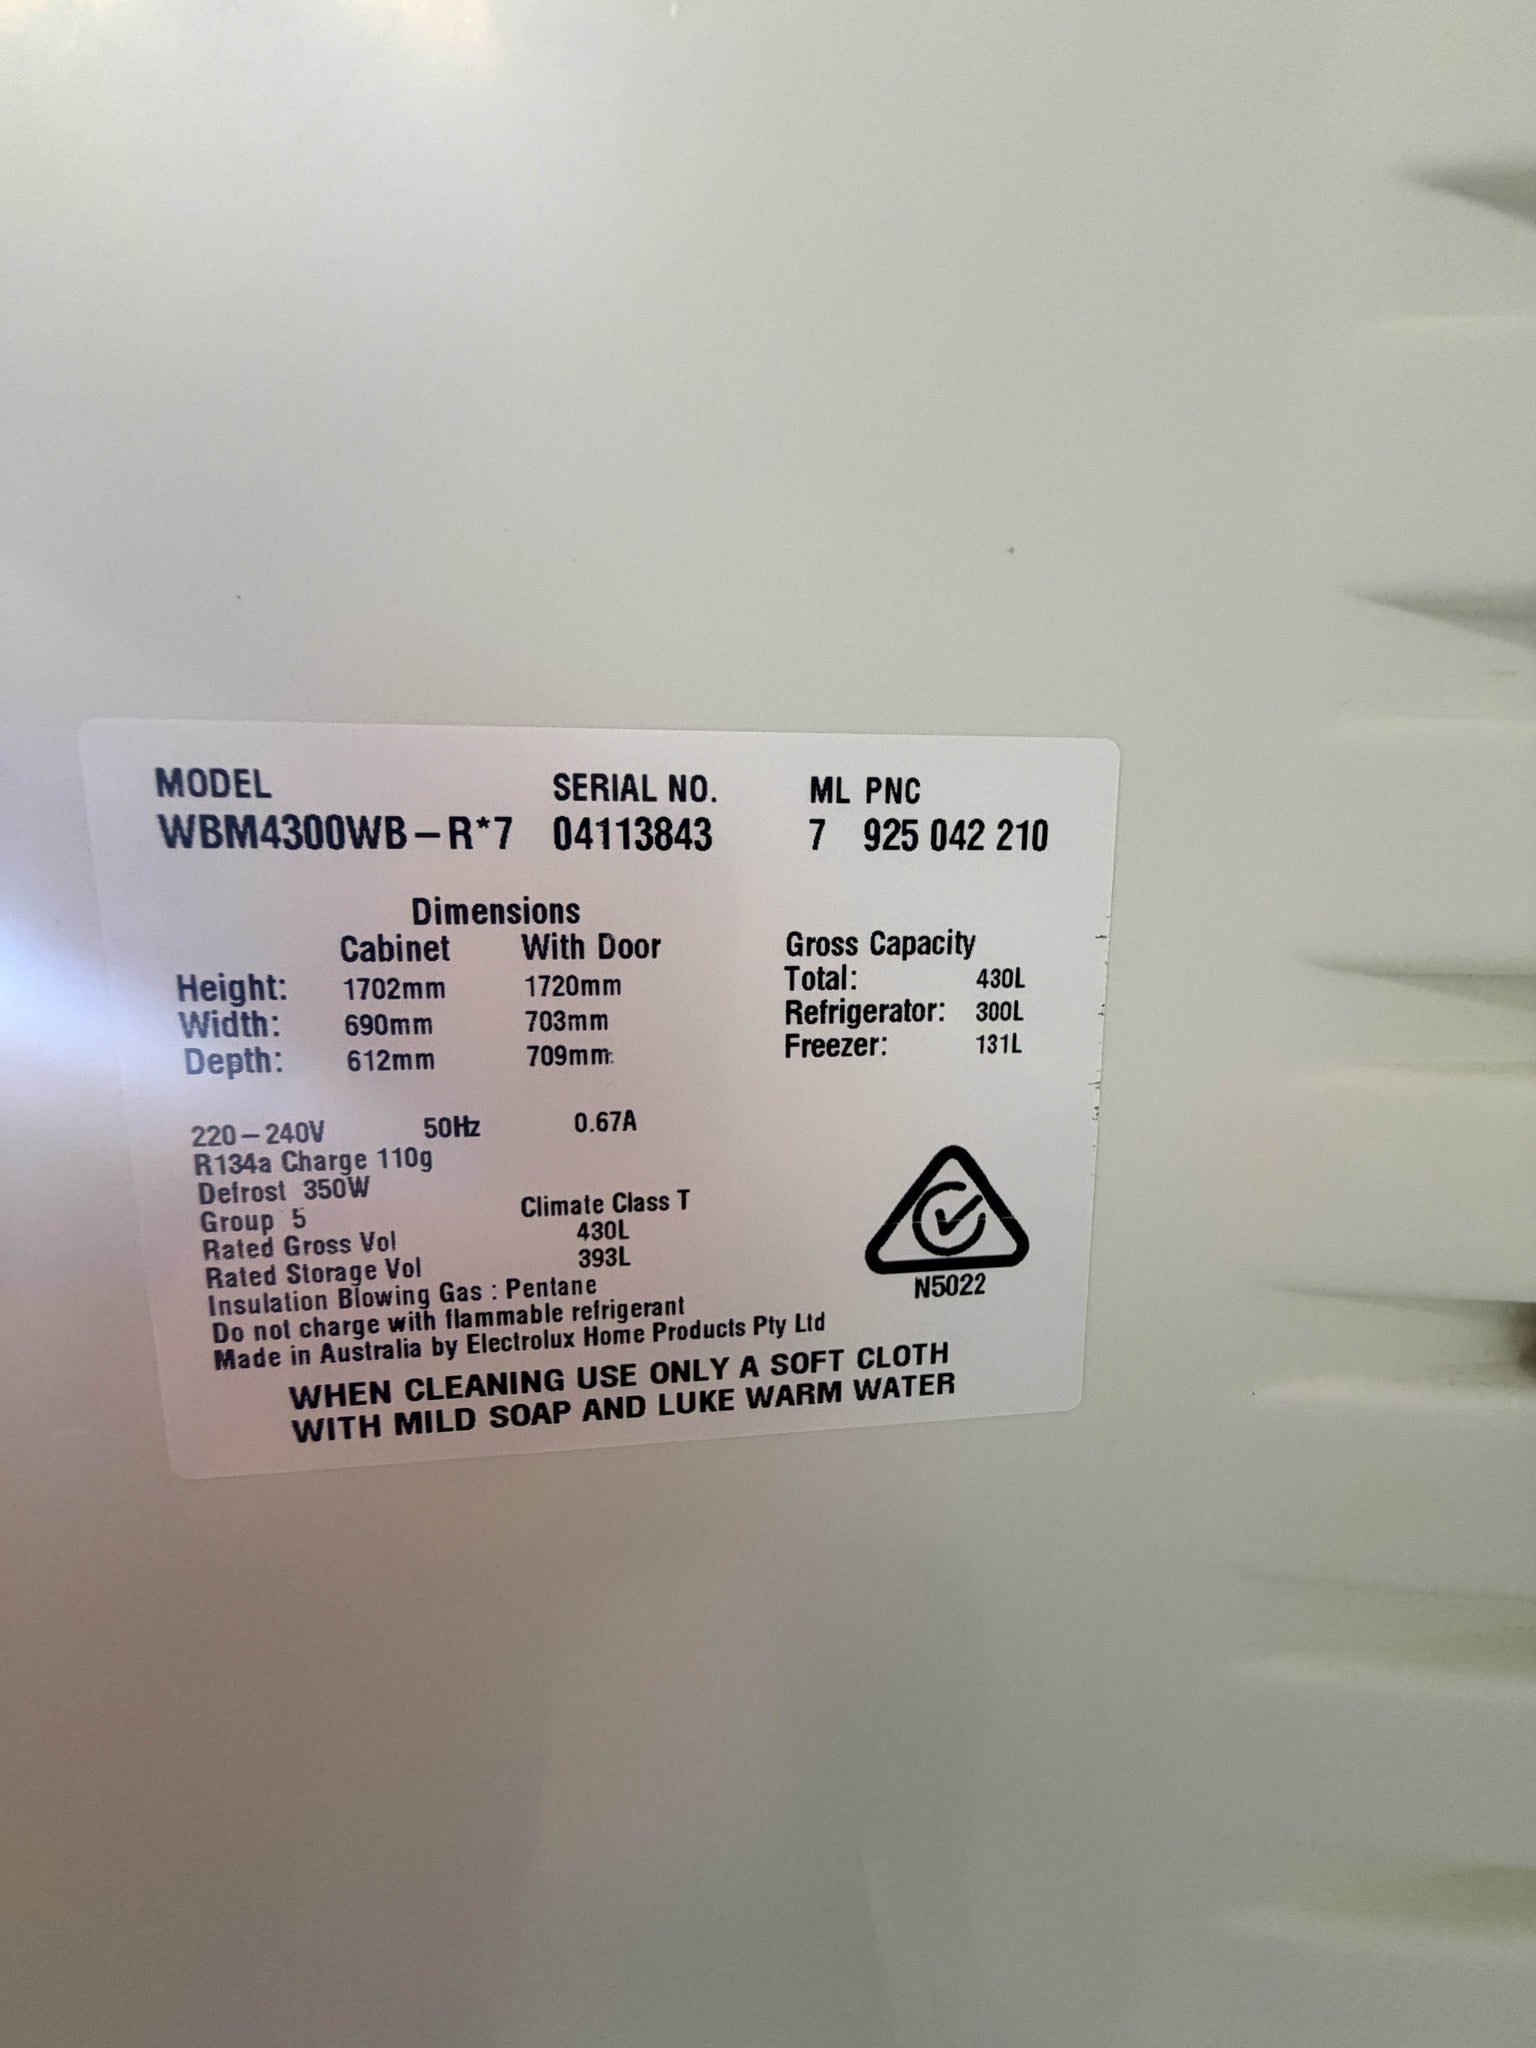 MODEL SERIAL NO. ML PNC
WBM4300WB-R*7 04113843 7 925 042 210
Dimensions
Cabinet With Door
Height: 1702mm 1720mm
Width: 690mm 703mm
Depth: 612mm 709mm
Gross Capacity
Total: 430L
Refrigerator: 300L
Freezer: 131L
220-240V 50Hz 0.67A
R134a Charge 110g
Defrost 350W
Group 5 Climate Class T
Rated Gross Vol 430L
Rated Storage Vol 393L
Insulation Blowing Gas : Pentane
Do not charge with flammable refrigerant
Made in Australia by Electrolux Home Products Pty Ltd
N5022
WHEN CLEANING USE ONLY A SOFT CLOTH
WITH MILD SOAP AND LUKE WARM WATER